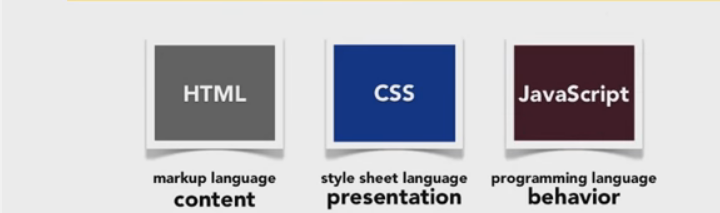 HTML
CSS
JavaScript
markup language
content
style sheet language
presentation
programming language
behavior